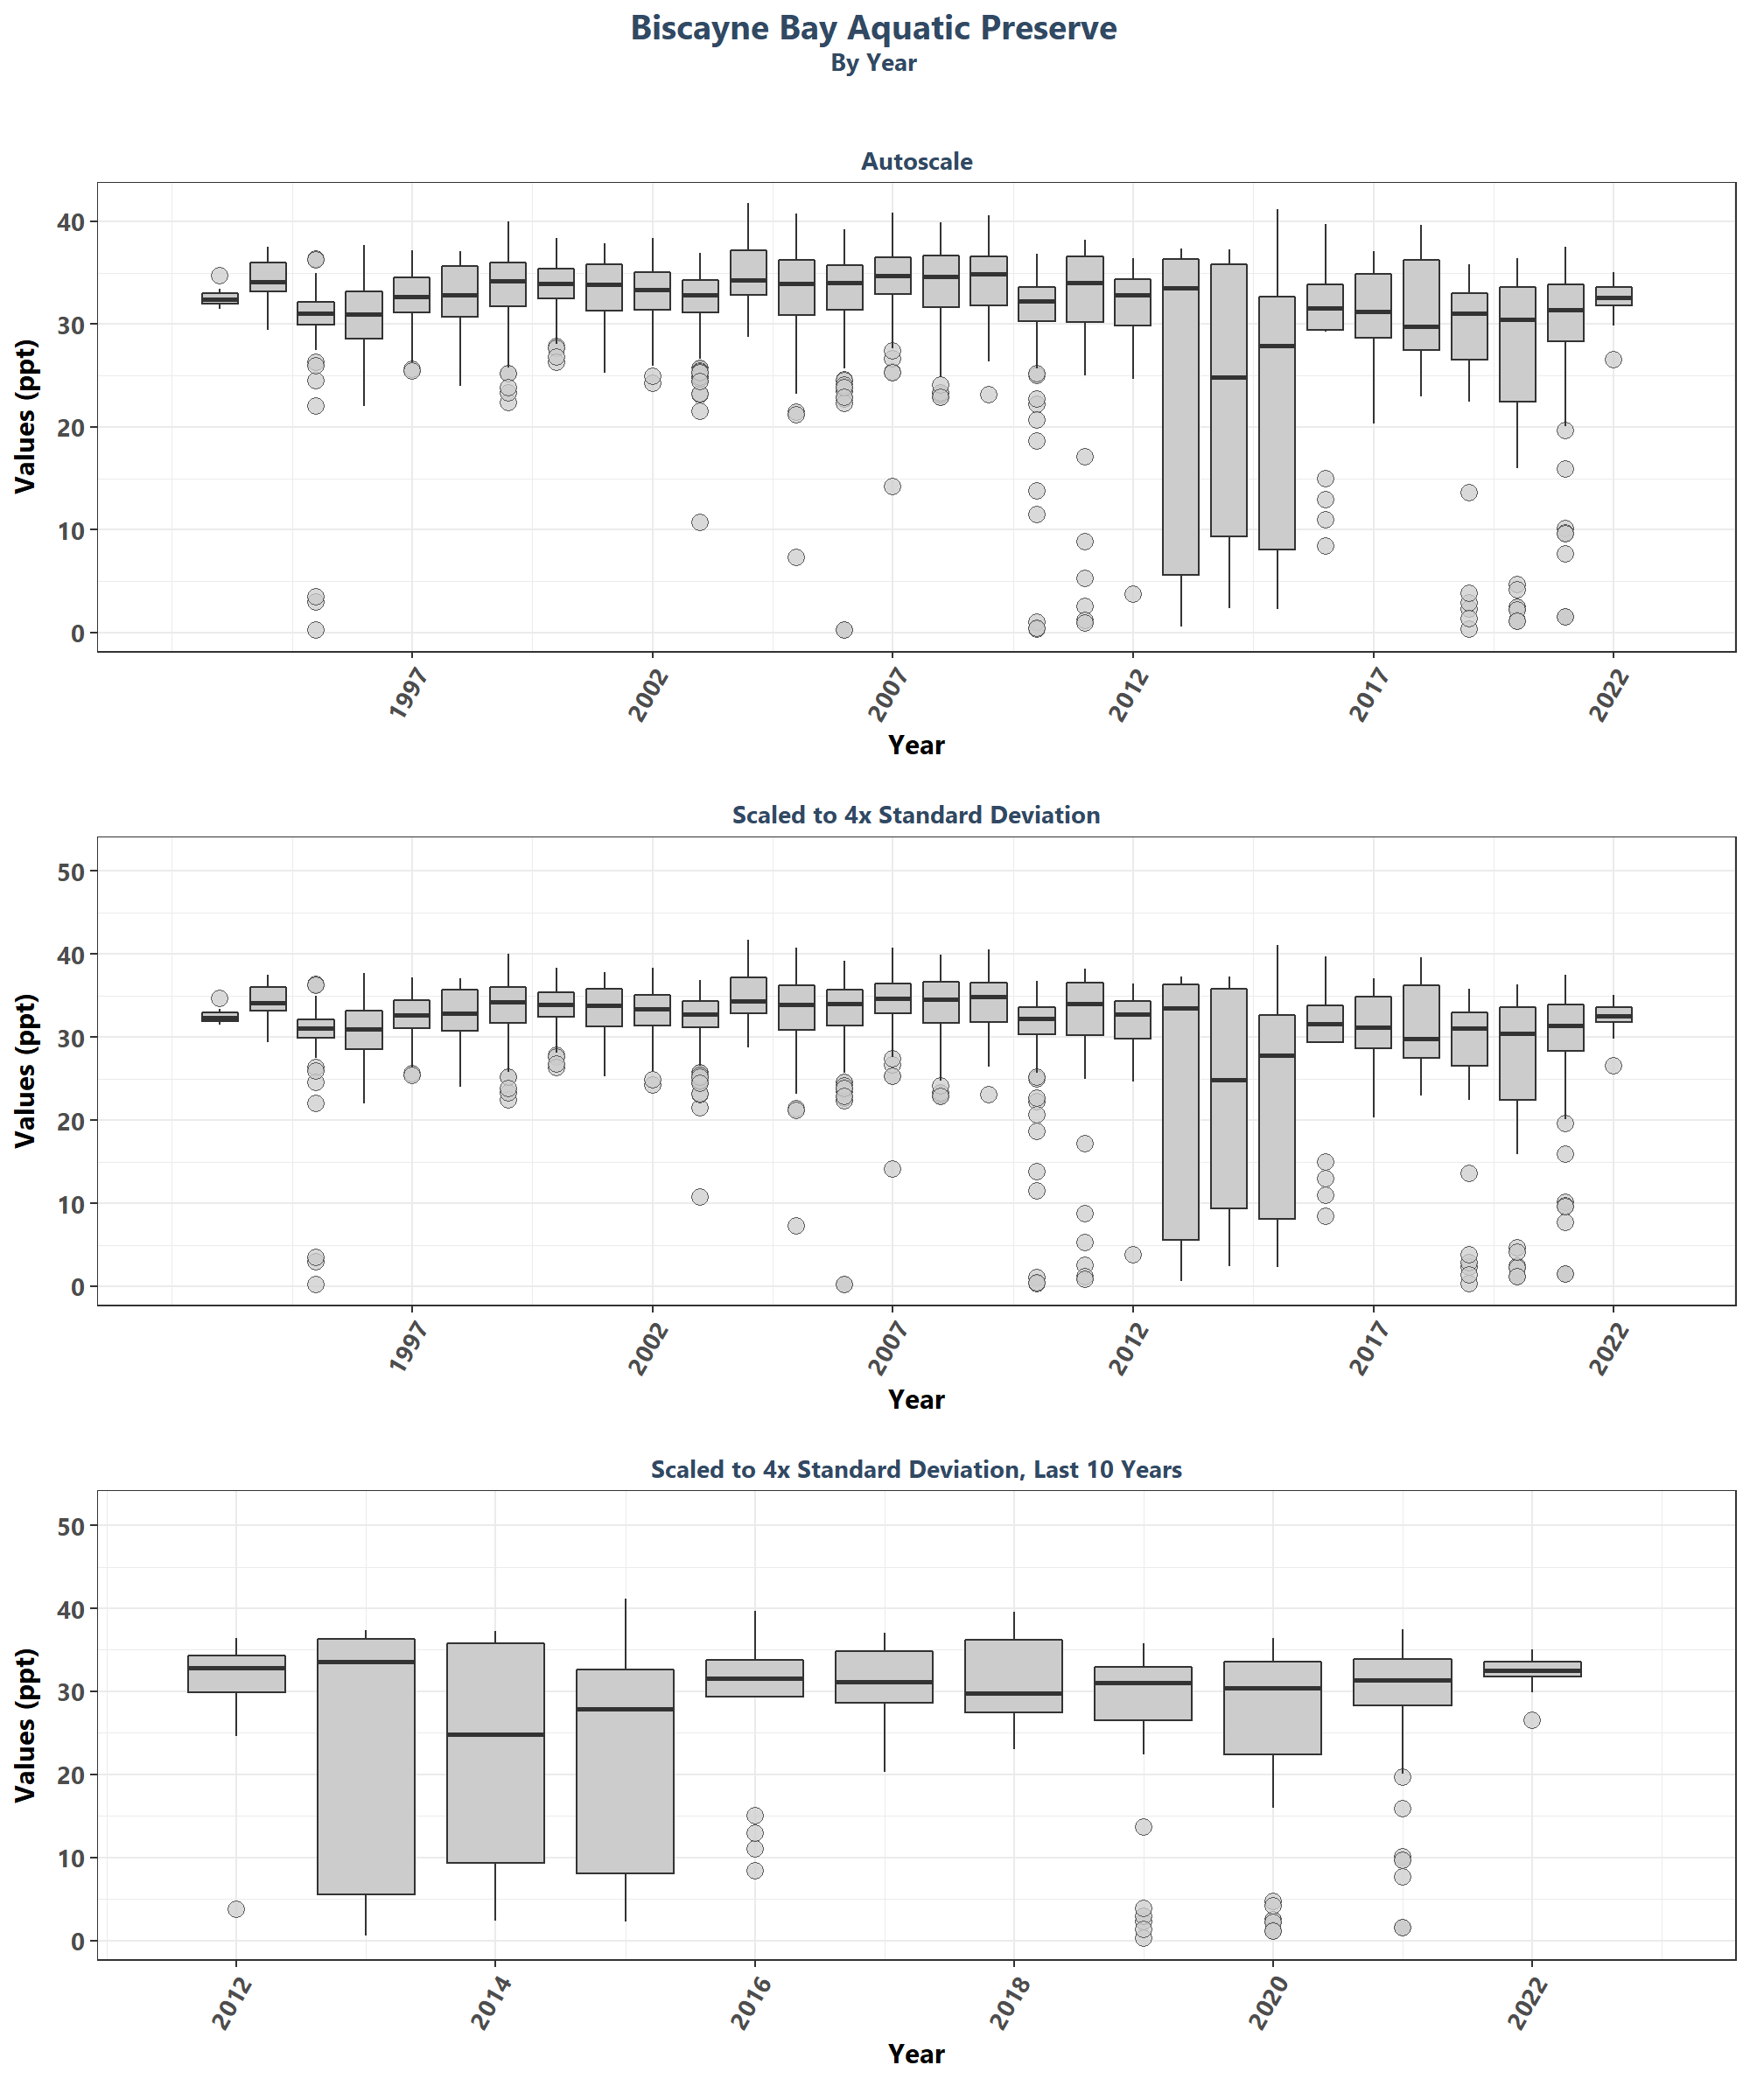 Biscayne Bay Aquatic Preserve
By Year
Autoscale
Values (ppt)
40
30
20
10
0
1997 2002 2007 2012 2017 2022
Year
Scaled to 4x Standard Deviation
Values (ppt)
50
40
30
20
10
0
1997 2002 2007 2012 2017 2022
Year
Scaled to 4x Standard Deviation, Last 10 Years
Values (ppt)
50
40
30
20
10
0
2012 2014 2016 2018 2020 2022
Year